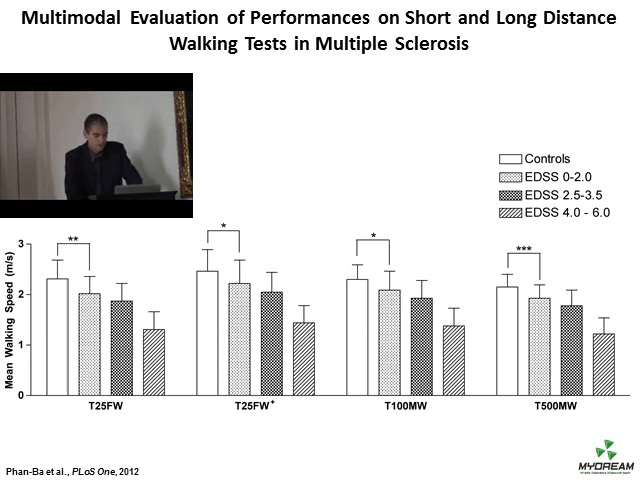 Multimodal Evaluation of Performances on Short and Long Distance
Walking Tests in Multiple Sclerosis
Controls
EDSS 0-2.0
EDSS 2.5-3.5
EDSS 4.0 - 6.0
Mean Walking Speed (m/s)
3
2
1
0
**
*
*
***
T25FW
T25FW+
T100MW
T500MW
Phan-Ba et al., PLoS One, 2012
MYDREAM